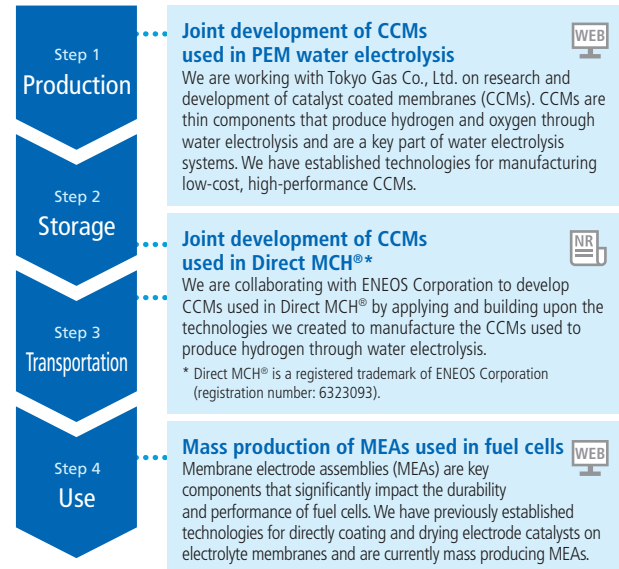 Step 1
Production
Joint development of CCMs
used in PEM water electrolysis
WEB
We are working with Tokyo Gas Co., Ltd. on research and
development of catalyst coated membranes (CCMs). CCMs are
thin components that produce hydrogen and oxygen through
water electrolysis and are a key part of water electrolysis
systems. We have established technologies for manufacturing
low-cost, high-performance CCMs.
Step 2
Storage
Joint development of CCMs
used in Direct MCH®*
NR
We are collaborating with ENEOS Corporation to develop
CCMs used in Direct MCH® by applying and building upon the
technologies we created to manufacture the CCMs used to
produce hydrogen through water electrolysis.
* Direct MCH® is a registered trademark of ENEOS Corporation
(registration number: 6323093).
Step 3
Transportation
Step 4
Use
Mass production of MEAs used in fuel cells
WEB
Membrane electrode assemblies (MEAs) are key
components that significantly impact the durability
and performance of fuel cells. We have previously established
technologies for directly coating and drying electrode catalysts on
electrolyte membranes and are currently mass producing MEAs.